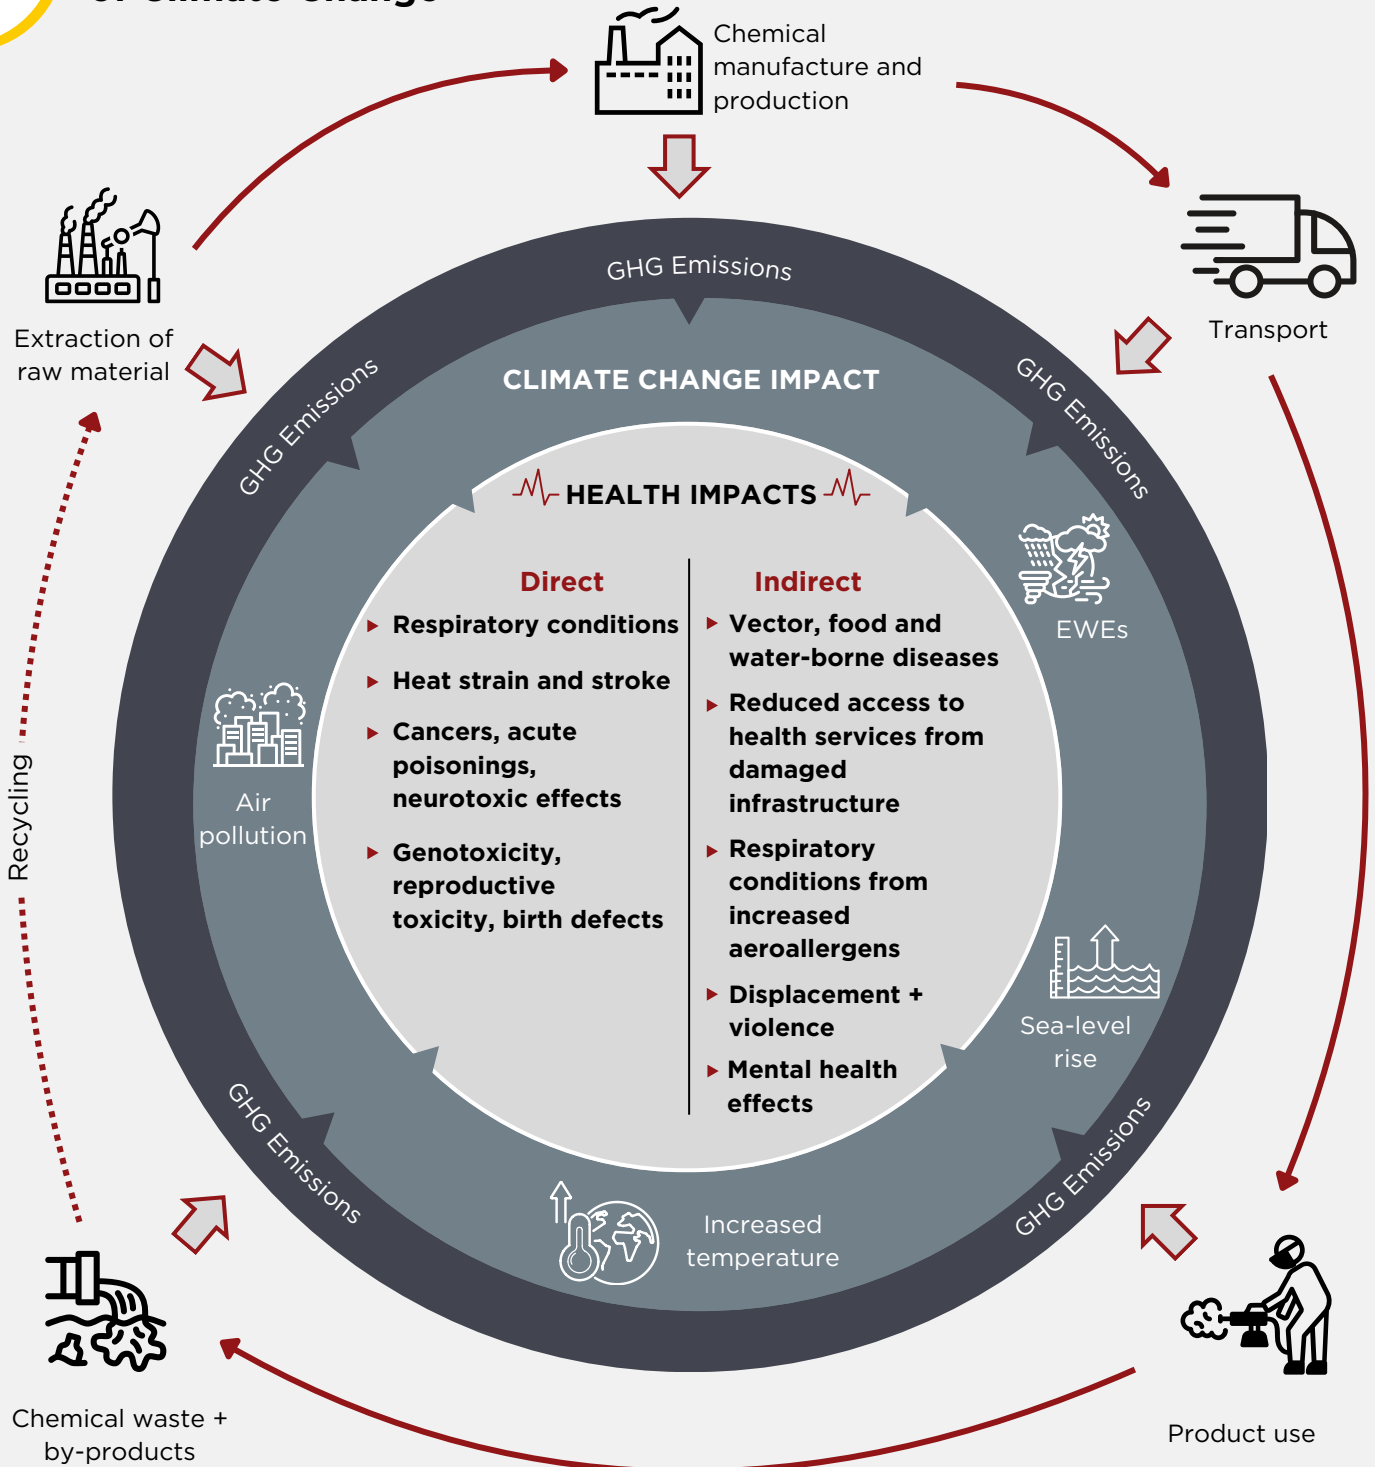 of Climate Change
Chemical
manufacture and
production
Extraction of
raw material
Transport
GHG Emissions
GHG Emissions
GHG Emissions
CLIMATE CHANGE IMPACT
HEALTH IMPACTS
Direct
Respiratory conditions
Heat strain and stroke
Cancers, acute
poisonings,
neurotoxic effects
Genotoxicity,
reproductive
toxicity, birth defects
Indirect
Vector, food and
water-borne diseases
Reduced access to
health services from
damaged
infrastructure
Respiratory
conditions from
increased
aeroallergens
Displacement +
violence
Mental health
effects
EWEs
Air
pollution
Recycling
Sea-level
rise
GHG Emissions
GHG Emissions
Increased
temperature
Chemical waste +
by-products
Product use